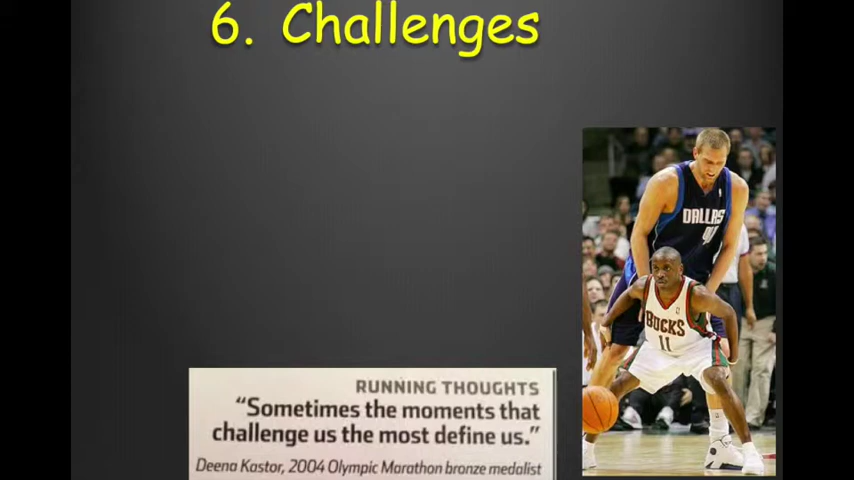 6. Challenges
DALLAS
41
BUCKS
11
RUNNING THOUGHTS
“Sometimes the moments that
challenge us the most define us.”
Deena Kastor, 2004 Olympic Marathon bronze medalist